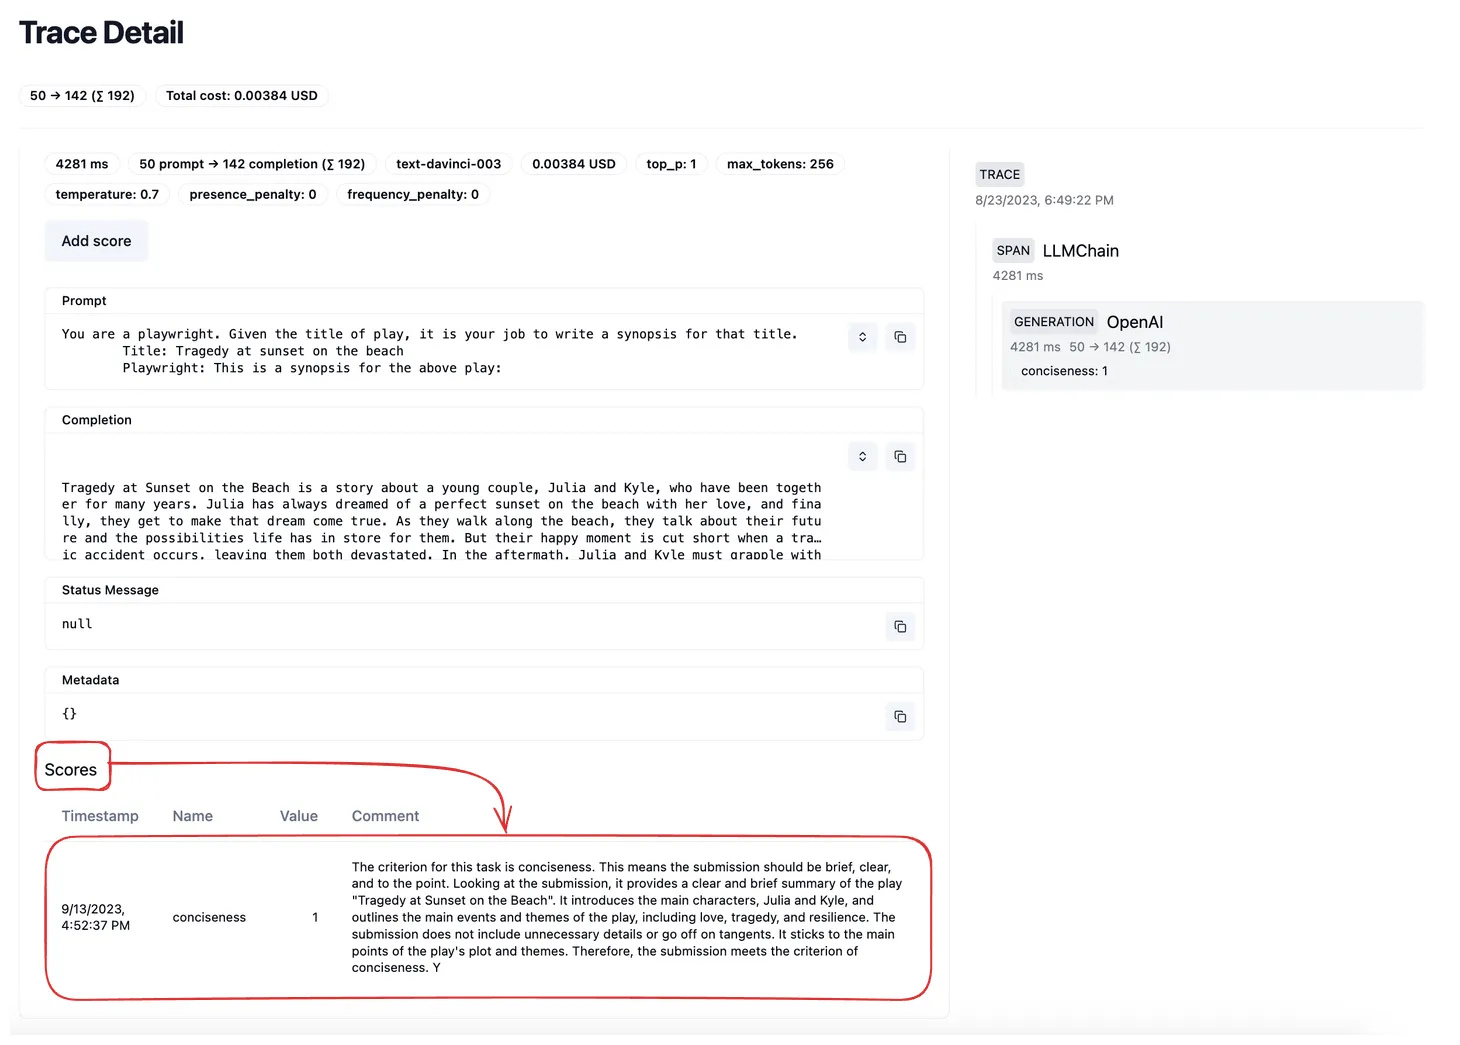 Trace Detail
50 → 142 (∑ 192) Total cost: 0.00384 USD
4281 ms 50 prompt → 142 completion (∑ 192) text-davinci-003 0.00384 USD top_p: 1 max_tokens: 256
temperature: 0.7 presence_penalty: 0 frequency_penalty: 0
Add score
Prompt
You are a playwright. Given the title of play, it is your job to write a synopsis for that title.
Title: Tragedy at sunset on the beach
Playwright: This is a synopsis for the above play:
Completion
Tragedy at Sunset on the Beach is a story about a young couple, Julia and Kyle, who have been togeth
er for many years. Julia has always dreamed of a perfect sunset on the beach with her love, and fina
lly, they get to make that dream come true. As they walk along the beach, they talk about their futu
re and the possibilities life has in store for them. But their happy moment is cut short when a tra…
ic accident occurs, leaving them both devastated. In the aftermath, Julia and Kyle must grapple with
Status Message
null
Metadata
{}
Scores
Timestamp Name Value Comment
9/13/2023,
4:52:37 PM
conciseness
1
The criterion for this task is conciseness. This means the submission should be brief, clear,
and to the point. Looking at the submission, it provides a clear and brief summary of the play
"Tragedy at Sunset on the Beach". It introduces the main characters, Julia and Kyle, and
outlines the main events and themes of the play, including love, tragedy, and resilience. The
submission does not include unnecessary details or go off on tangents. It sticks to the main
points of the play's plot and themes. Therefore, the submission meets the criterion of
conciseness. Y
TRACE
8/23/2023, 6:49:22 PM
SPAN LLMChain
4281 ms
GENERATION OpenAI
4281 ms 50 → 142 (∑ 192)
conciseness: 1